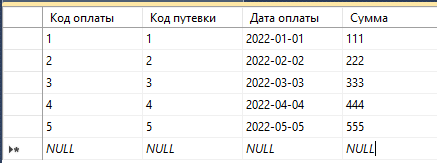 Код оплаты Код путевки Дата оплаты Сумма
1 1 2022-01-01 111
2 2 2022-02-02 222
3 3 2022-03-03 333
4 4 2022-04-04 444
5 5 2022-05-05 555
NULL NULL NULL NULL